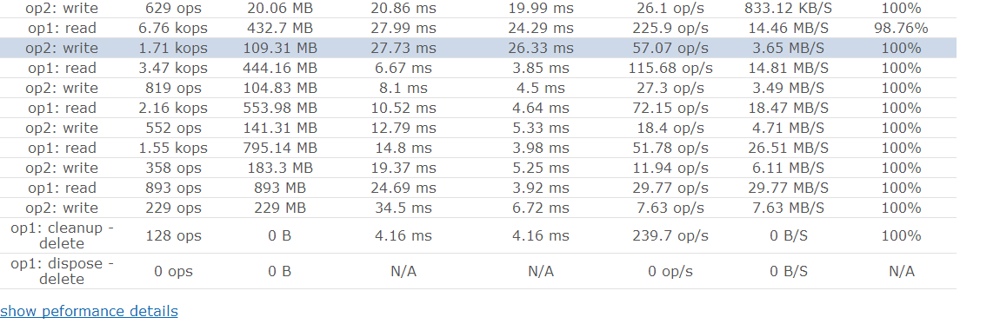 op2: write 629 ops 20.06 MB 20.86 ms 19.99 ms 26.1 op/s 833.12 KB/S 100%
op1: read 6.76 kops 432.7 MB 27.99 ms 24.29 ms 225.9 op/s 14.46 MB/S 98.76%
op2: write 1.71 kops 109.31 MB 27.73 ms 26.33 ms 57.07 op/s 3.65 MB/S 100%
op1: read 3.47 kops 444.16 MB 6.67 ms 3.85 ms 115.68 op/s 14.81 MB/S 100%
op2: write 819 ops 104.83 MB 8.1 ms 4.5 ms 27.3 op/s 3.49 MB/S 100%
op1: read 2.16 kops 553.98 MB 10.52 ms 4.64 ms 72.15 op/s 18.47 MB/S 100%
op2: write 552 ops 141.31 MB 12.79 ms 5.33 ms 18.4 op/s 4.71 MB/S 100%
op1: read 1.55 kops 795.14 MB 14.8 ms 3.98 ms 51.78 op/s 26.51 MB/S 100%
op2: write 358 ops 183.3 MB 19.37 ms 5.25 ms 11.94 op/s 6.11 MB/S 100%
op1: read 893 ops 893 MB 24.69 ms 3.92 ms 29.77 op/s 29.77 MB/S 100%
op2: write 229 ops 229 MB 34.5 ms 6.72 ms 7.63 op/s 7.63 MB/S 100%
op1: cleanup -
delete 128 ops 0 B 4.16 ms 4.16 ms 239.7 op/s 0 B/S 100%
op1: dispose -
delete 0 ops 0 B N/A N/A 0 op/s 0 B/S N/A
show peformance details